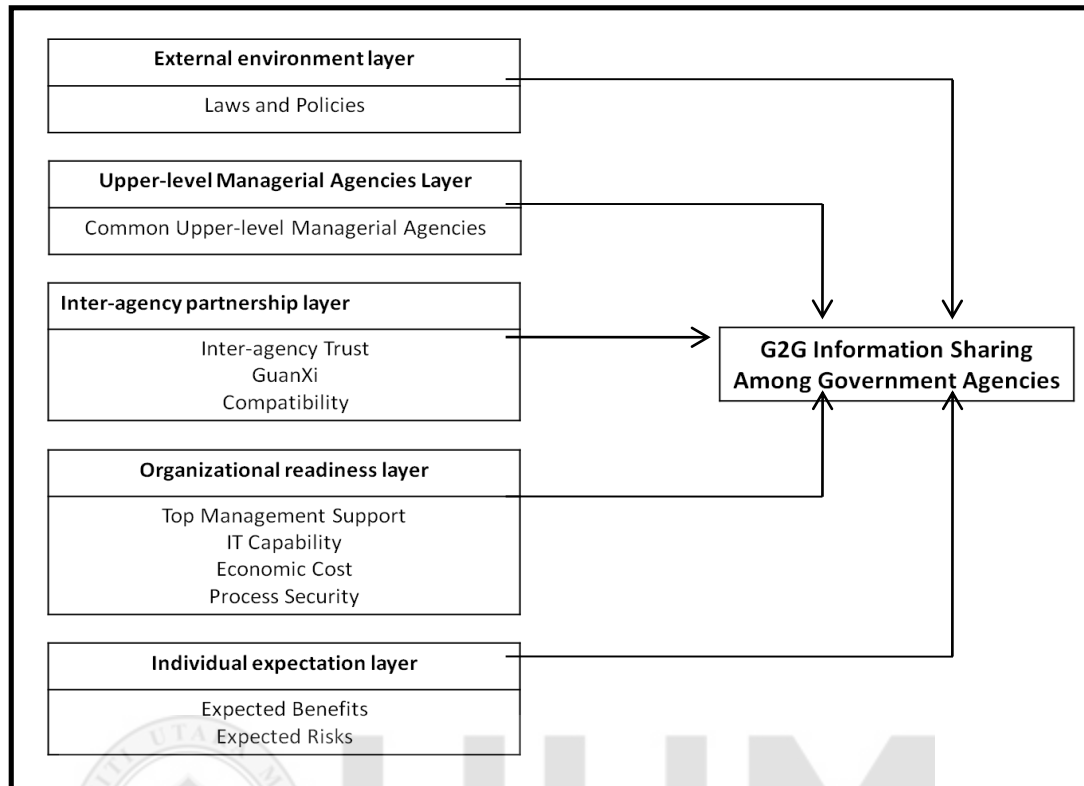 External environment layer
Laws and Policies
Upper-level Managerial Agencies Layer
Common Upper-level Managerial Agencies
Inter-agency partnership layer
Inter-agency Trust
GuanXi
Compatibility
Organizational readiness layer
Top Management Support
IT Capability
Economic Cost
Process Security
Individual expectation layer
Expected Benefits
Expected Risks
G2G Information Sharing
Among Government Agencies
UUM